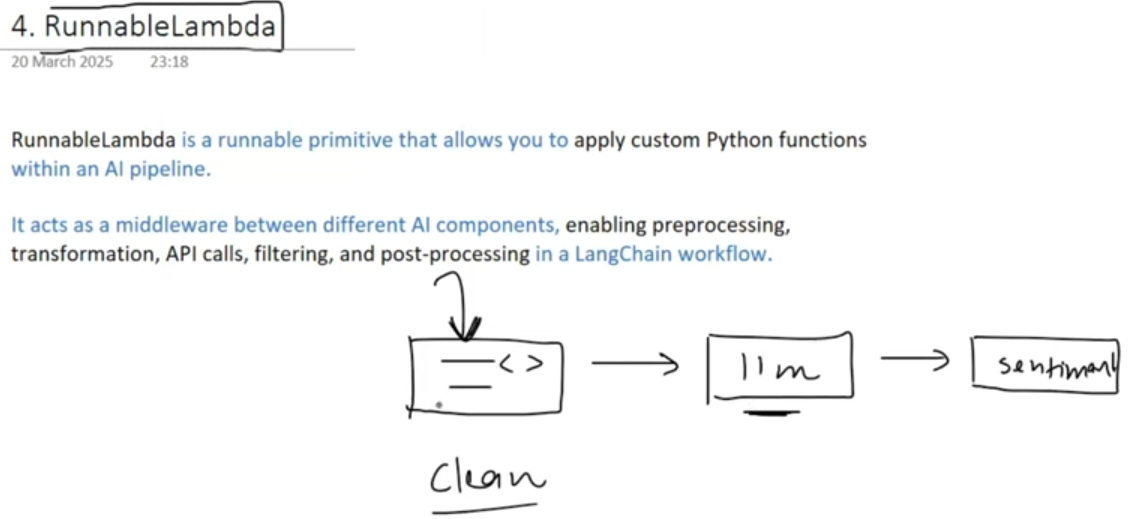 4. RunnableLambda
20 March 2025 23:18
RunnableLambda is a runnable primitive that allows you to apply custom Python functions
within an AI pipeline.
It acts as a middleware between different AI components, enabling preprocessing,
transformation, API calls, filtering, and post-processing in a LangChain workflow.
<> llm sentiment
Clean